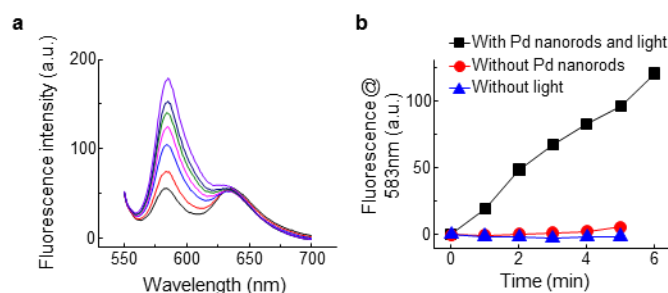 a
Fluorescence intensity (a.u.)
200
100
0
550
600
650
700
Wavelength (nm)
b
With Pd nanorods and light
Without Pd nanorods
Without light
Fluorescence @
583nm (a.u.)
100
50
0
0
2
4
6
Time (min)